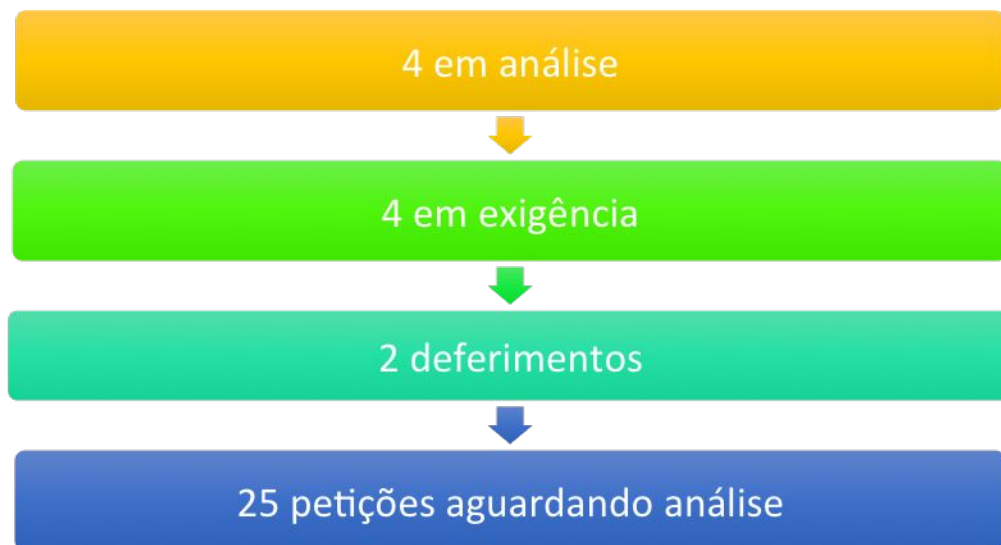 4 em análise
4 em exigência
2 deferimentos
25 petições aguardando análise